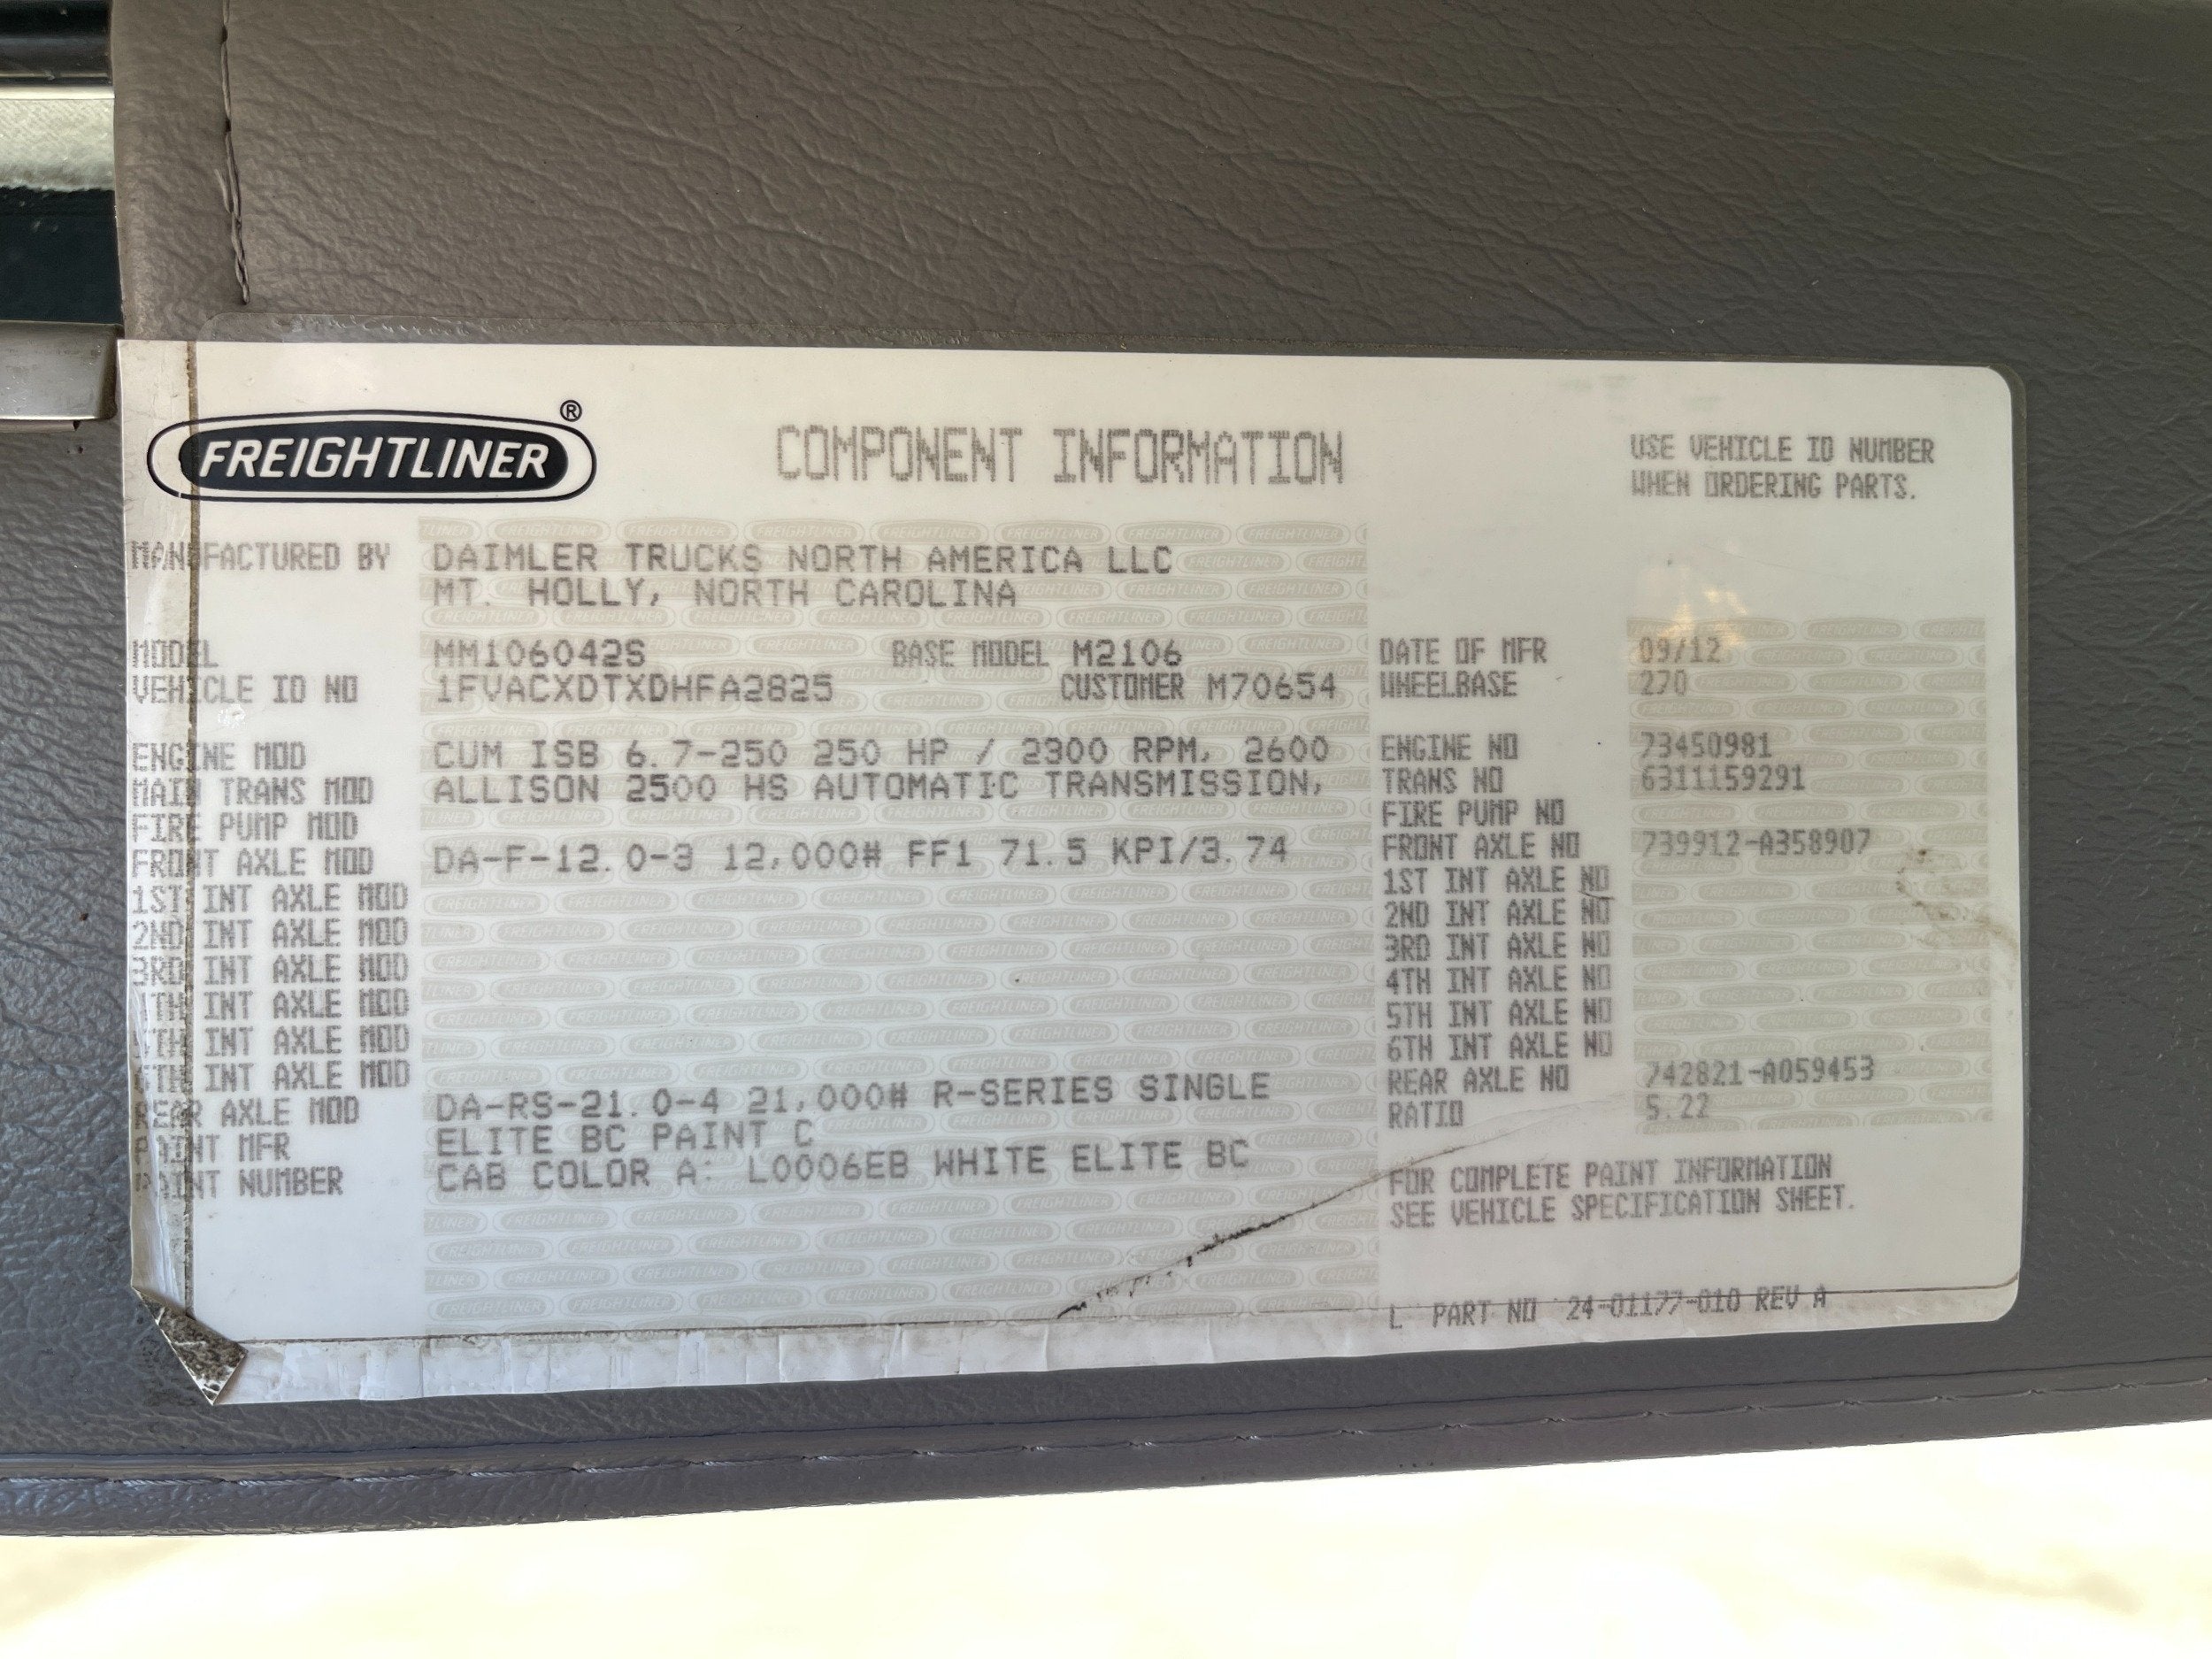 FREIGHTLINER ®
COMPONENT INFORMATION
USE VEHICLE ID NUMBER
WHEN ORDERING PARTS.
MANUFACTURED BY DAIMLER TRUCKS NORTH AMERICA LLC
MT. HOLLY, NORTH CAROLINA
MODEL MM106042S BASE MODEL M2106 DATE OF MFR 09/12
VEHICLE ID NO 1FVACXDTXDHFA2825 CUSTOMER M70654 WHEELBASE 270
ENGINE MOD CUM ISB 6.7-250 250 HP / 2300 RPM, 2600 ENGINE NO 73450981
MAIN TRANS MOD ALLISON 2500 HS AUTOMATIC TRANSMISSION, TRANS NO 6311159291
FIRE PUMP MOD FIRE PUMP NO
FRONT AXLE MOD DA-F-12.0-3 12,000# FF1 71.5 KPI/3.74 FRONT AXLE NO 739912-A358907
1ST INT AXLE MOD 1ST INT AXLE NO
2ND INT AXLE MOD 2ND INT AXLE NO
3RD INT AXLE MOD 3RD INT AXLE NO
4TH INT AXLE MOD 4TH INT AXLE NO
5TH INT AXLE MOD 5TH INT AXLE NO
6TH INT AXLE MOD 6TH INT AXLE NO
REAR AXLE MOD DA-RS-21.0-4 21,000# R-SERIES SINGLE REAR AXLE NO 742821-A059453
PAINT MFR ELITE BC PAINT C RATIO 5.22
PAINT NUMBER CAB COLOR A: L0006EB WHITE ELITE BC
FOR COMPLETE PAINT INFORMATION
SEE VEHICLE SPECIFICATION SHEET.
L PART NO 24-01177-010 REV A